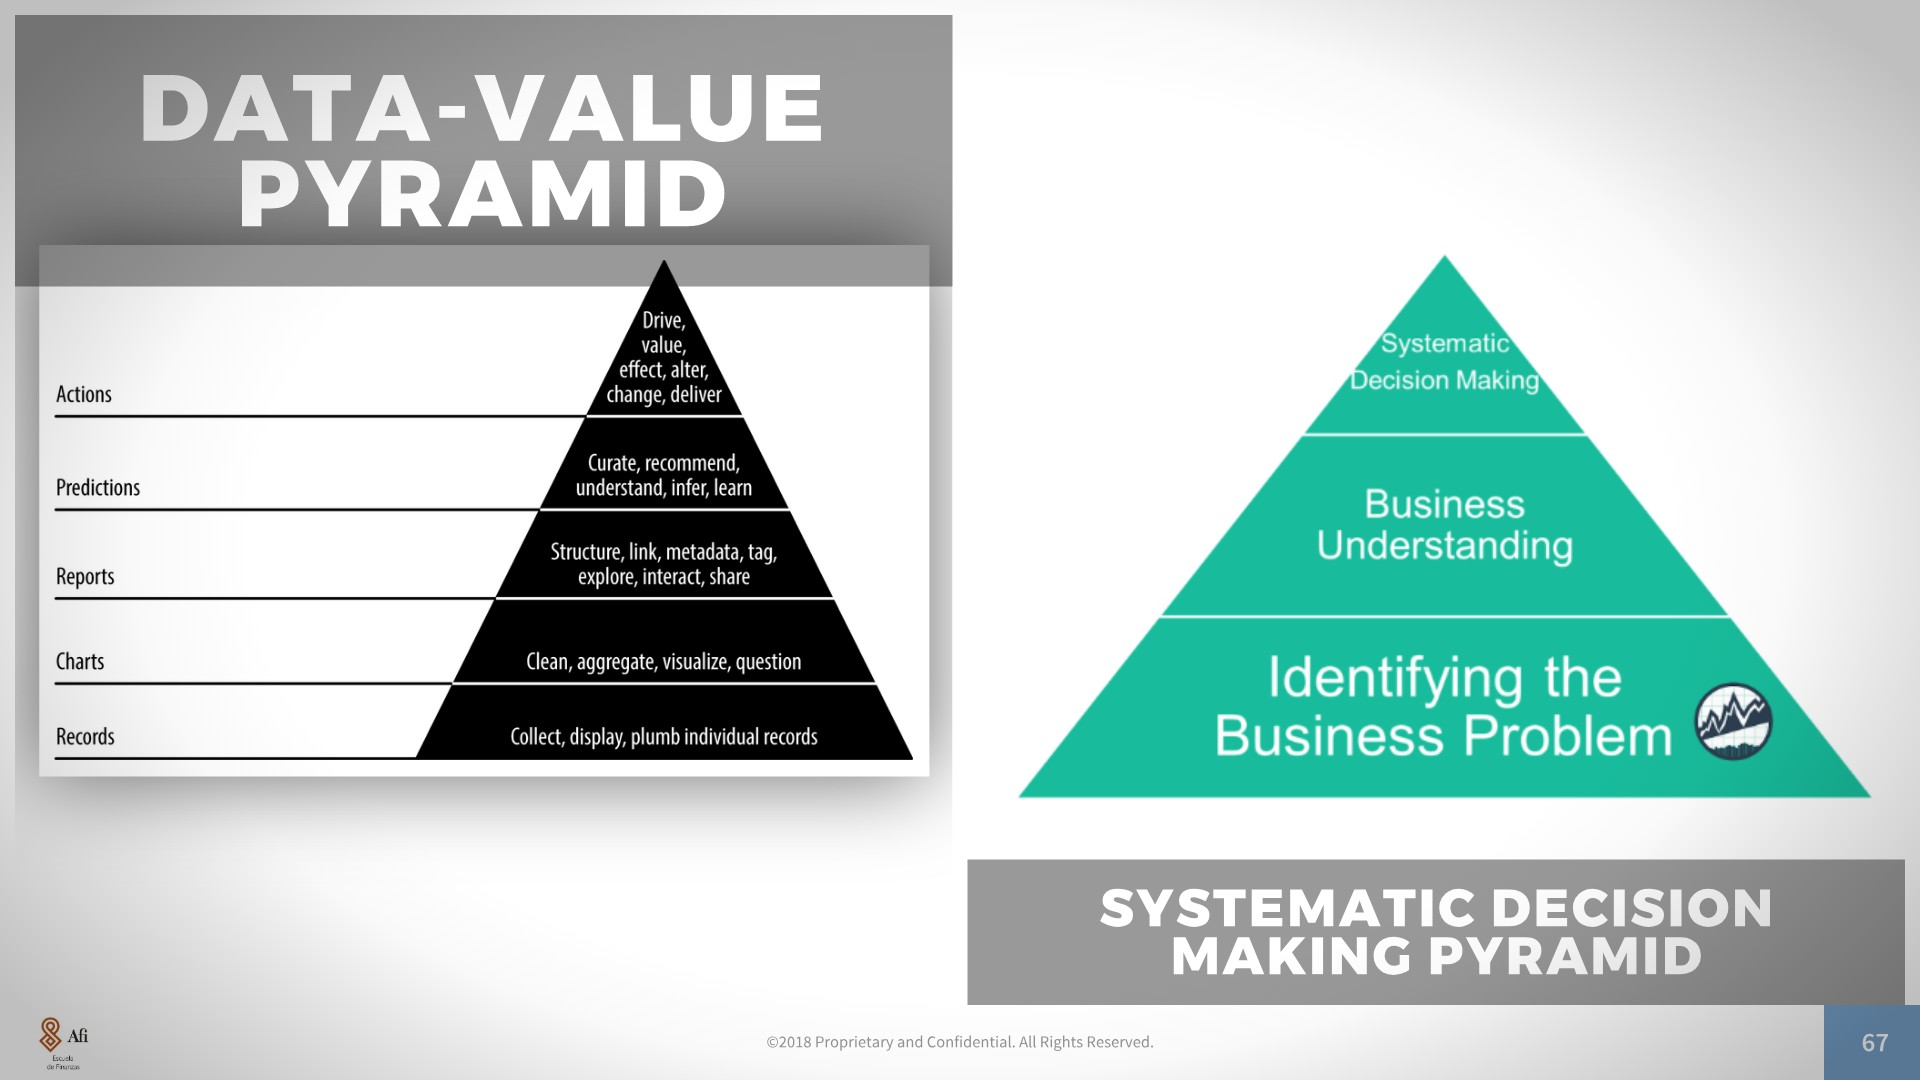 DATA-VALUE
PYRAMID
Drive,
value,
effect, alter,
change, deliver
Actions
Curate, recommend,
understand, infer, learn
Predictions
Structure, link, metadata, tag,
explore, interact, share
Reports
Clean, aggregate, visualize, question
Charts
Collect, display, plumb individual records
Records
Systematic
Decision Making
Business
Understanding
Identifying the
Business Problem
SYSTEMATIC DECISION
MAKING PYRAMID
Afi
Escuela
de Finanzas
©2018 Proprietary and Confidential. All Rights Reserved.
67